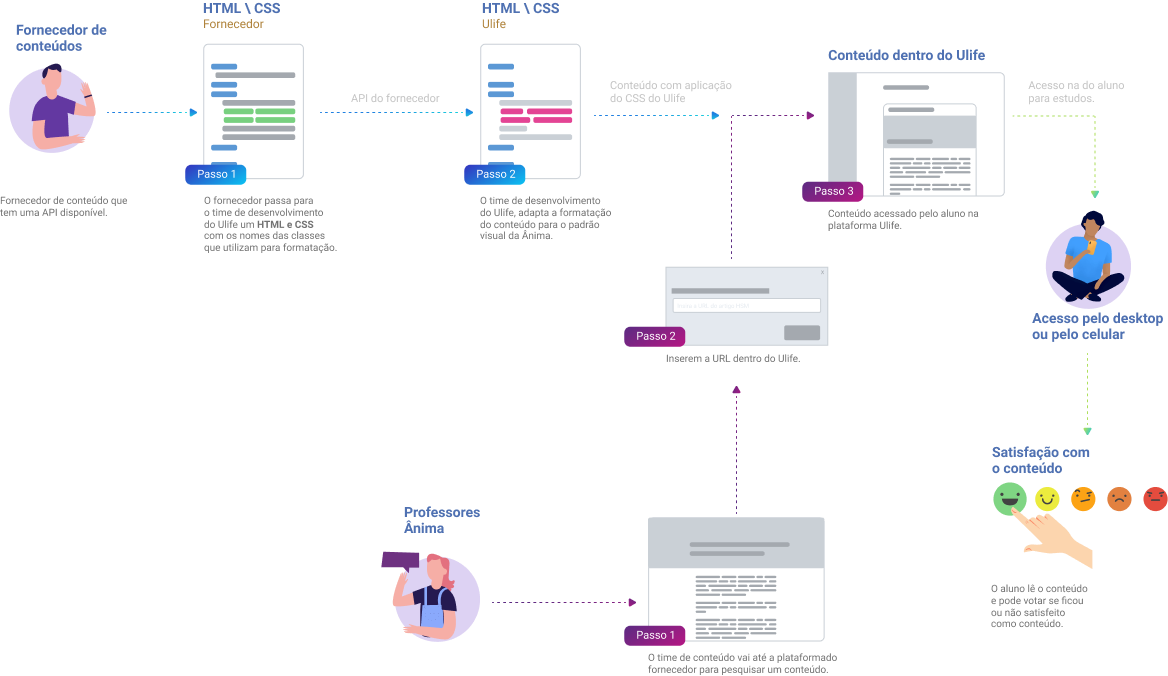 Fornecedor de
conteúdos
Fornecedor de conteúdo que
tem uma API disponível.
HTML \ CSS
Fornecedor
Passo 1
O fornecedor passa para
o time de desenvolvimento
do Ulife um HTML e CSS
com os nomes das classes
que utilizam para formatação.
API do fornecedor
HTML \ CSS
Ulife
Passo 2
O time de desenvolvimento
do Ulife, adapta a formatação
do conteúdo para o padrão
visual da Ânima.
Conteúdo com aplicação
do CSS do Ulife
Conteúdo dentro do Ulife
Passo 3
Conteúdo acessado pelo aluno na
plataforma Ulife.
Acesso na do aluno
para estudos.
Acesso pelo desktop
ou pelo celular
Passo 2
Inserem a URL dentro do Ulife.
Satisfação com
o conteúdo
O aluno lê o conteúdo
e pode votar se ficou
ou não satisfeito
como conteúdo.
Professores
Ânima
Passo 1
O time de conteúdo vai até a plataformado
fornecedor para pesquisar um conteúdo.